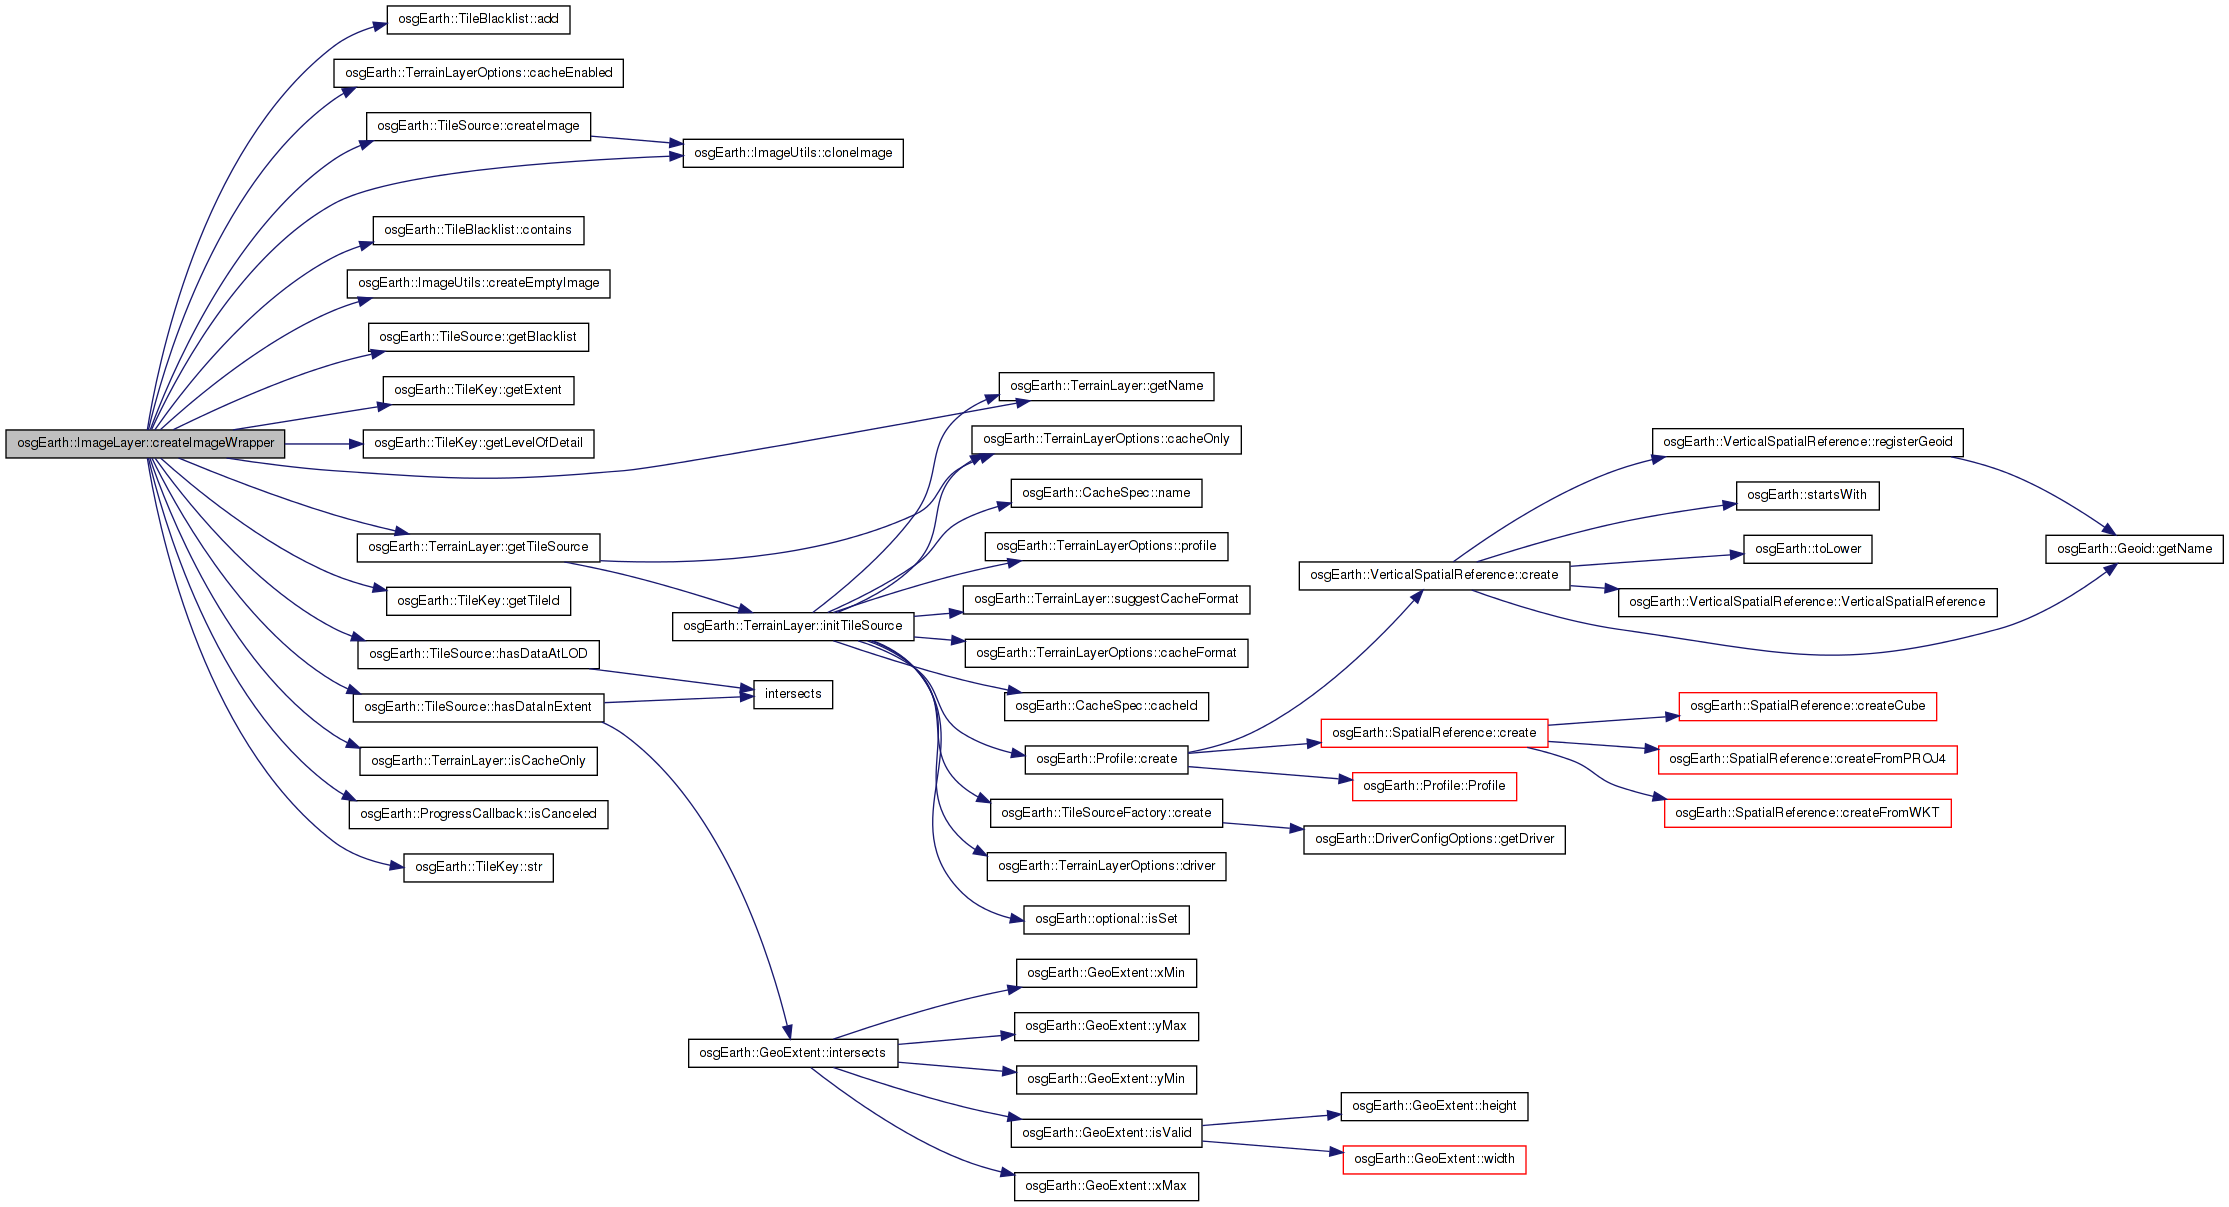 osgEarth::ImageLayer::createImageWrapper
osgEarth::TileBlacklist::add
osgEarth::TerrainLayerOptions::cacheEnabled
osgEarth::TileSource::createImage
osgEarth::ImageUtils::cloneImage
osgEarth::TileBlacklist::contains
osgEarth::ImageUtils::createEmptyImage
osgEarth::TileSource::getBlacklist
osgEarth::TileKey::getExtent
osgEarth::TileKey::getLevelOfDetail
osgEarth::TerrainLayer::getTileSource
osgEarth::TileKey::getTileId
osgEarth::TileSource::hasDataAtLOD
osgEarth::TileSource::hasDataInExtent
osgEarth::TerrainLayer::isCacheOnly
osgEarth::ProgressCallback::isCanceled
osgEarth::TileKey::str
osgEarth::TerrainLayer::initTileSource
intersects
osgEarth::GeoExtent::intersects
osgEarth::TerrainLayer::getName
osgEarth::TerrainLayerOptions::cacheOnly
osgEarth::CacheSpec::name
osgEarth::TerrainLayerOptions::profile
osgEarth::TerrainLayer::suggestCacheFormat
osgEarth::TerrainLayerOptions::cacheFormat
osgEarth::CacheSpec::cacheId
osgEarth::Profile::create
osgEarth::TileSourceFactory::create
osgEarth::TerrainLayerOptions::driver
osgEarth::optional::isSet
osgEarth::GeoExtent::xMin
osgEarth::GeoExtent::yMax
osgEarth::GeoExtent::yMin
osgEarth::GeoExtent::isValid
osgEarth::GeoExtent::xMax
osgEarth::VerticalSpatialReference::create
osgEarth::SpatialReference::create
osgEarth::Profile::Profile
osgEarth::DriverConfigOptions::getDriver
osgEarth::GeoExtent::height
osgEarth::GeoExtent::width
osgEarth::VerticalSpatialReference::registerGeoid
osgEarth::startsWith
osgEarth::toLower
osgEarth::VerticalSpatialReference::VerticalSpatialReference
osgEarth::SpatialReference::createCube
osgEarth::SpatialReference::createFromPROJ4
osgEarth::SpatialReference::createFromWKT
osgEarth::Geoid::getName